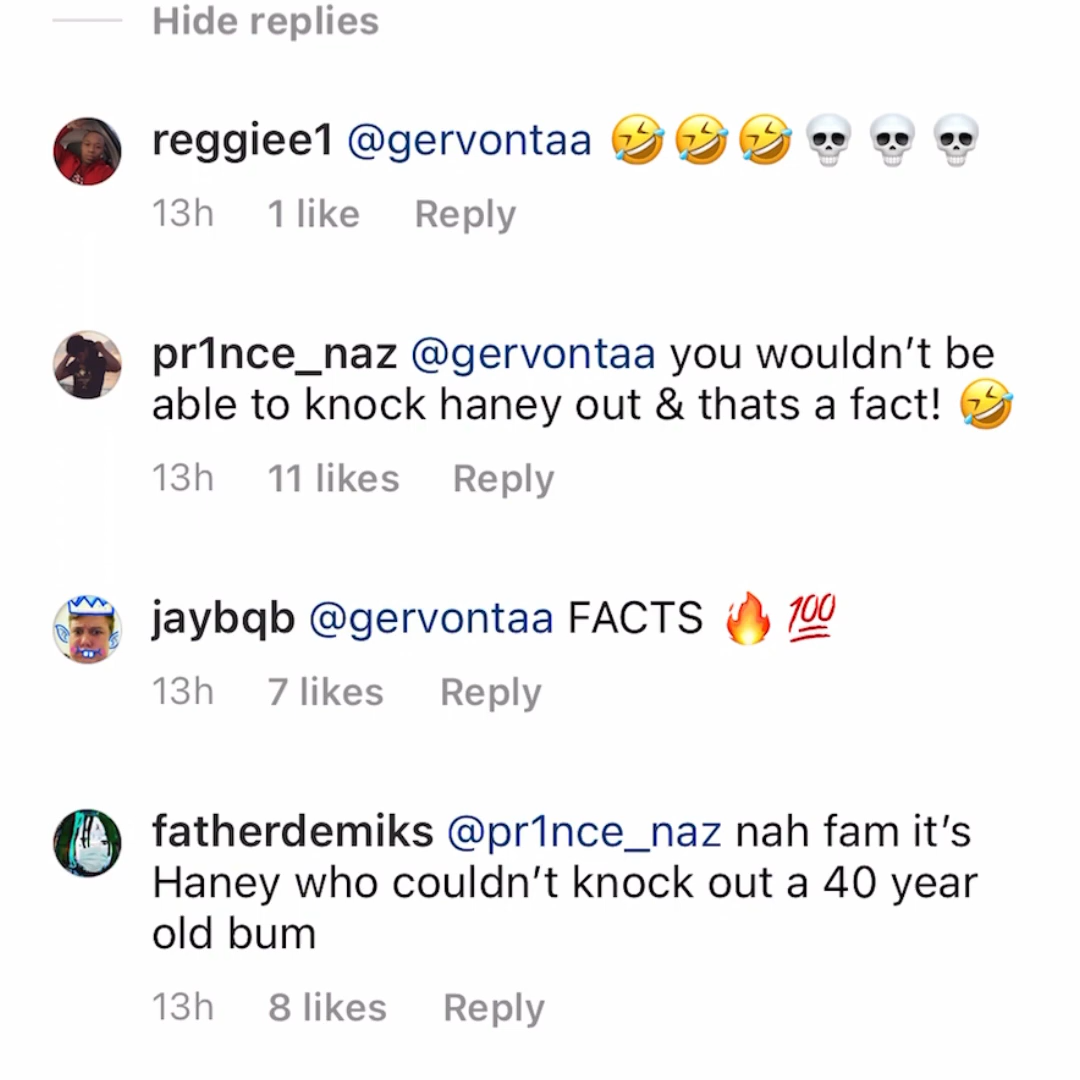 Hide replies
reggiee1 @gervontaa 🤣🤣🤣💀💀💀
13h 1 like Reply
pr1nce_naz @gervontaa you wouldn’t be
able to knock haney out & thats a fact! 🤣
13h 11 likes Reply
jaybqb @gervontaa FACTS 🔥💯
13h 7 likes Reply
fatherdemiks @pr1nce_naz nah fam it’s
Haney who couldn’t knock out a 40 year
old bum
13h 8 likes Reply